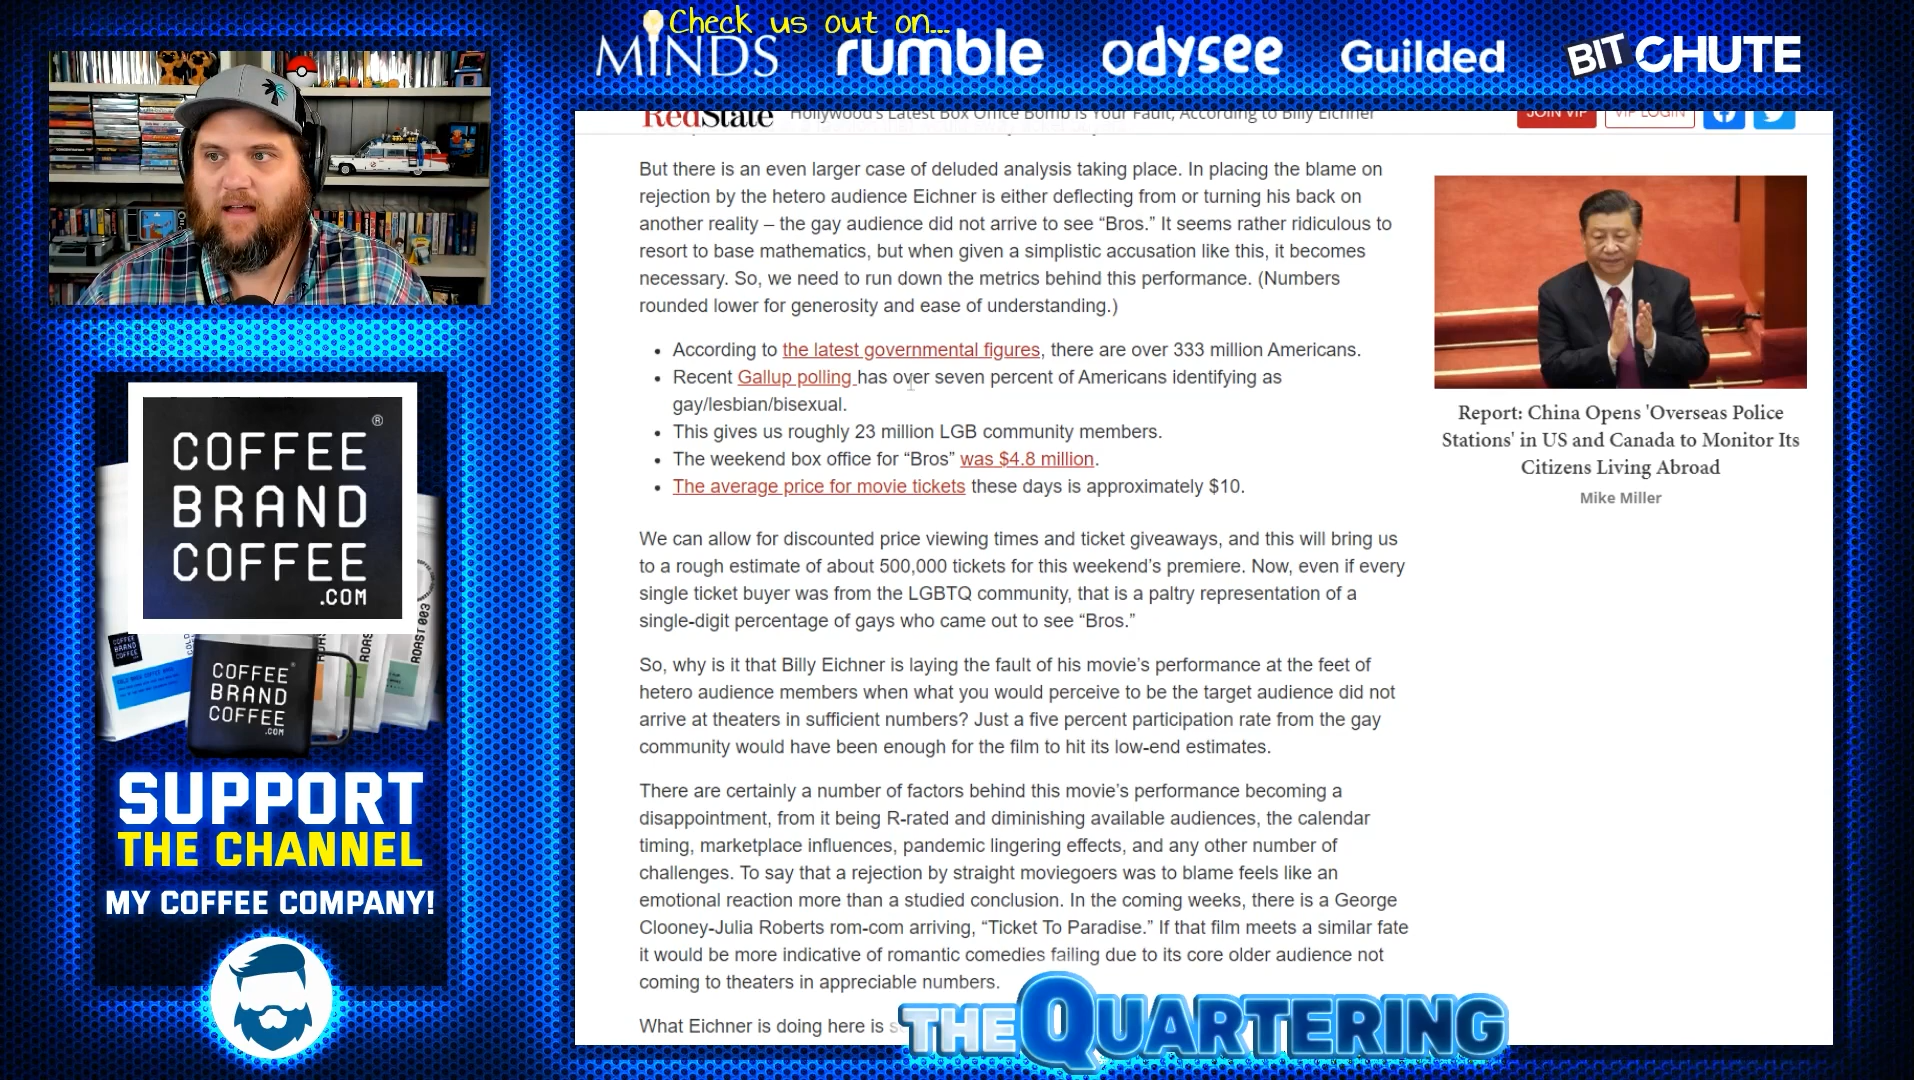 Check us out on...
MINDS rumble odysee Guilded BITCHUTE
RedState Hollywood's Latest Box Office Bomb Is Your Fault, According to Billy Eichner JOIN VIP VIP LOGIN
But there is an even larger case of deluded analysis taking place. In placing the blame on
rejection by the hetero audience Eichner is either deflecting from or turning his back on
another reality – the gay audience did not arrive to see “Bros.” It seems rather ridiculous to
resort to base mathematics, but when given a simplistic accusation like this, it becomes
necessary. So, we need to run down the metrics behind this performance. (Numbers
rounded lower for generosity and ease of understanding.)
• According to the latest governmental figures, there are over 333 million Americans.
• Recent Gallup polling has over seven percent of Americans identifying as
gay/lesbian/bisexual.
• This gives us roughly 23 million LGB community members.
• The weekend box office for “Bros” was $4.8 million.
• The average price for movie tickets these days is approximately $10.
We can allow for discounted price viewing times and ticket giveaways, and this will bring us
to a rough estimate of about 500,000 tickets for this weekend’s premiere. Now, even if every
single ticket buyer was from the LGBTQ community, that is a paltry representation of a
single-digit percentage of gays who came out to see “Bros.”
So, why is it that Billy Eichner is laying the fault of his movie’s performance at the feet of
hetero audience members when what you would perceive to be the target audience did not
arrive at theaters in sufficient numbers? Just a five percent participation rate from the gay
community would have been enough for the film to hit its low-end estimates.
There are certainly a number of factors behind this movie’s performance becoming a
disappointment, from it being R-rated and diminishing available audiences, the calendar
timing, marketplace influences, pandemic lingering effects, and any other number of
challenges. To say that a rejection by straight moviegoers was to blame feels like an
emotional reaction more than a studied conclusion. In the coming weeks, there is a George
Clooney-Julia Roberts rom-com arriving, “Ticket To Paradise.” If that film meets a similar fate
it would be more indicative of romantic comedies failing due to its core older audience not
coming to theaters in appreciable numbers.
What Eichner is doing here is
Report: China Opens 'Overseas Police
Stations' in US and Canada to Monitor Its
Citizens Living Abroad
Mike Miller
COFFEE ®
BRAND
COFFEE
.COM
ROAST 003
COFFEE ®
BRAND
COFFEE
.COM
SUPPORT
THE CHANNEL
MY COFFEE COMPANY!
THE QUARTERING